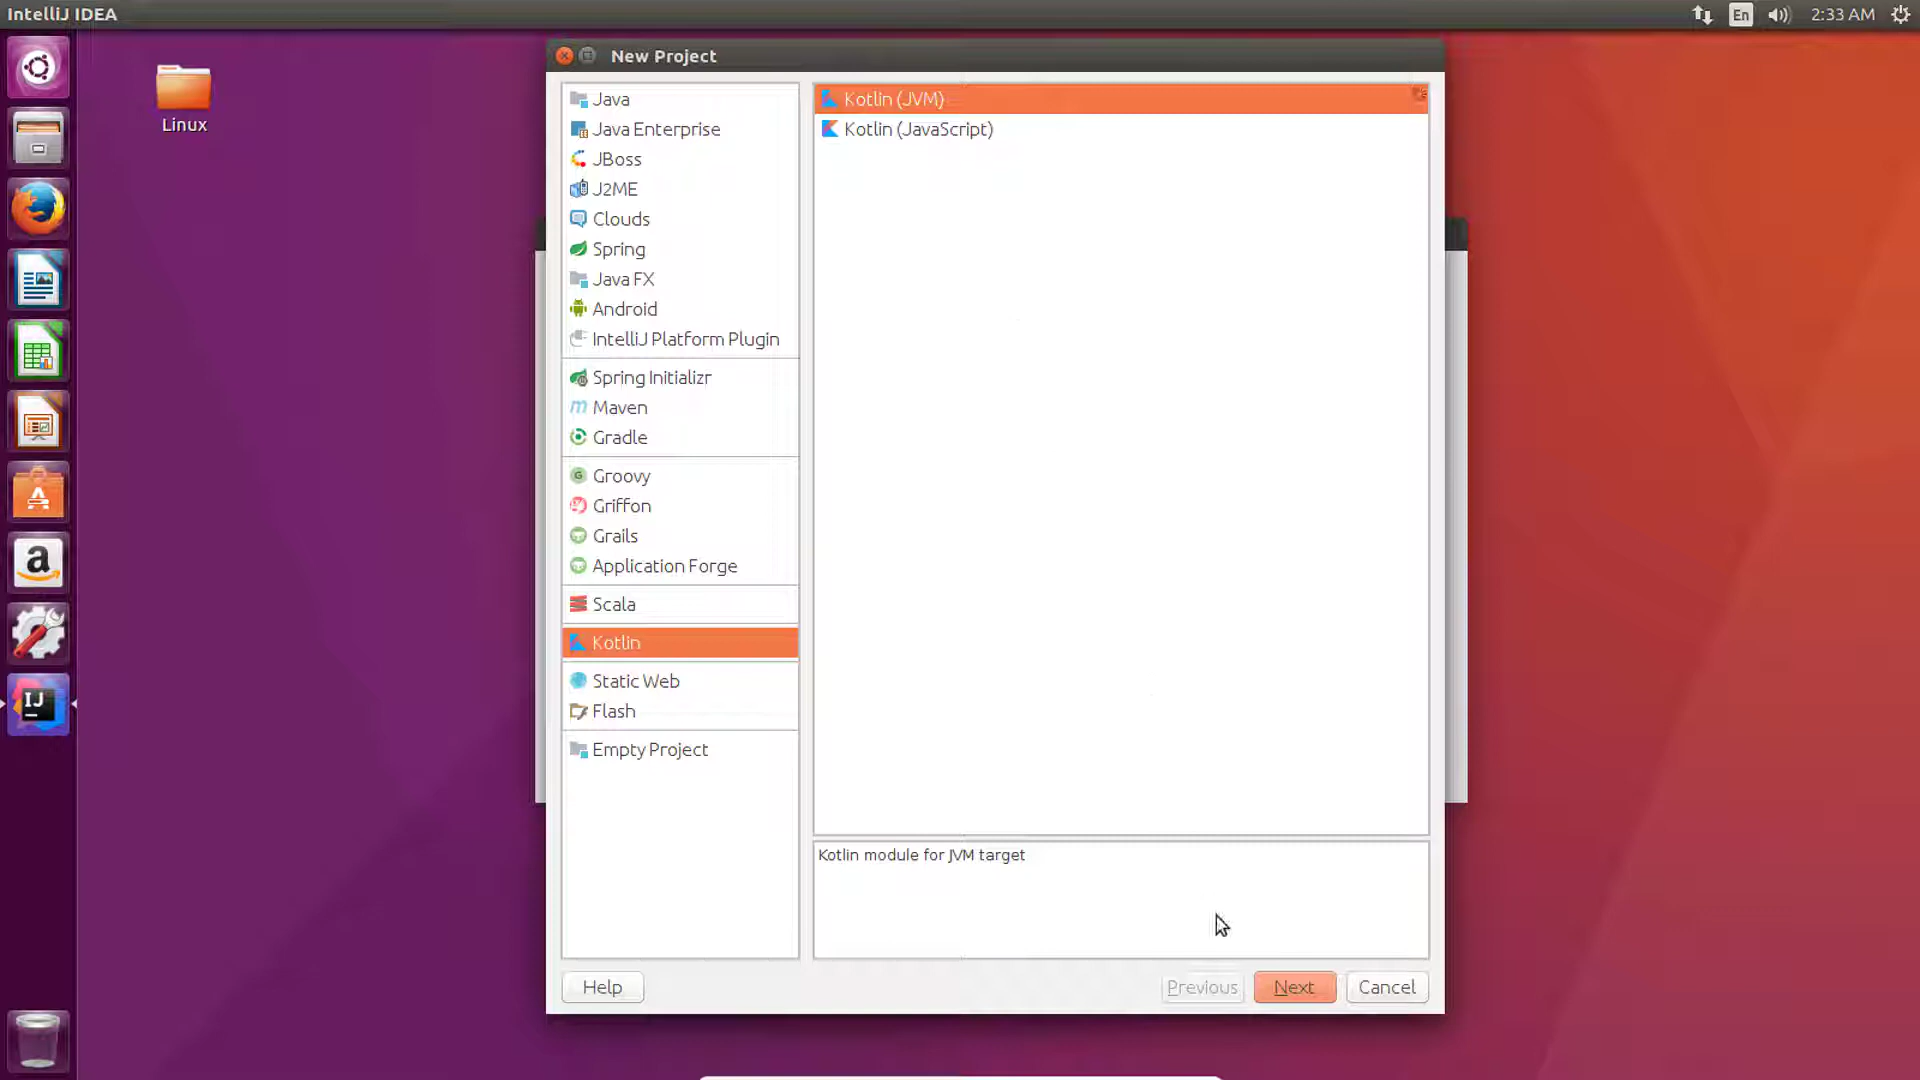 IntelliJ IDEA
En
2:33 AM
New Project
Linux
Java
Java Enterprise
JBoss
J2ME
Clouds
Spring
Java FX
Android
IntelliJ Platform Plugin
Spring Initializr
m Maven
Gradle
G Groovy
Griffon
Grails
Application Forge
Scala
Kotlin
Static Web
Flash
Empty Project
Kotlin (JVM)
Kotlin (JavaScript)
Kotlin module for JVM target
Help
Previous
Next
Cancel
a
IJ